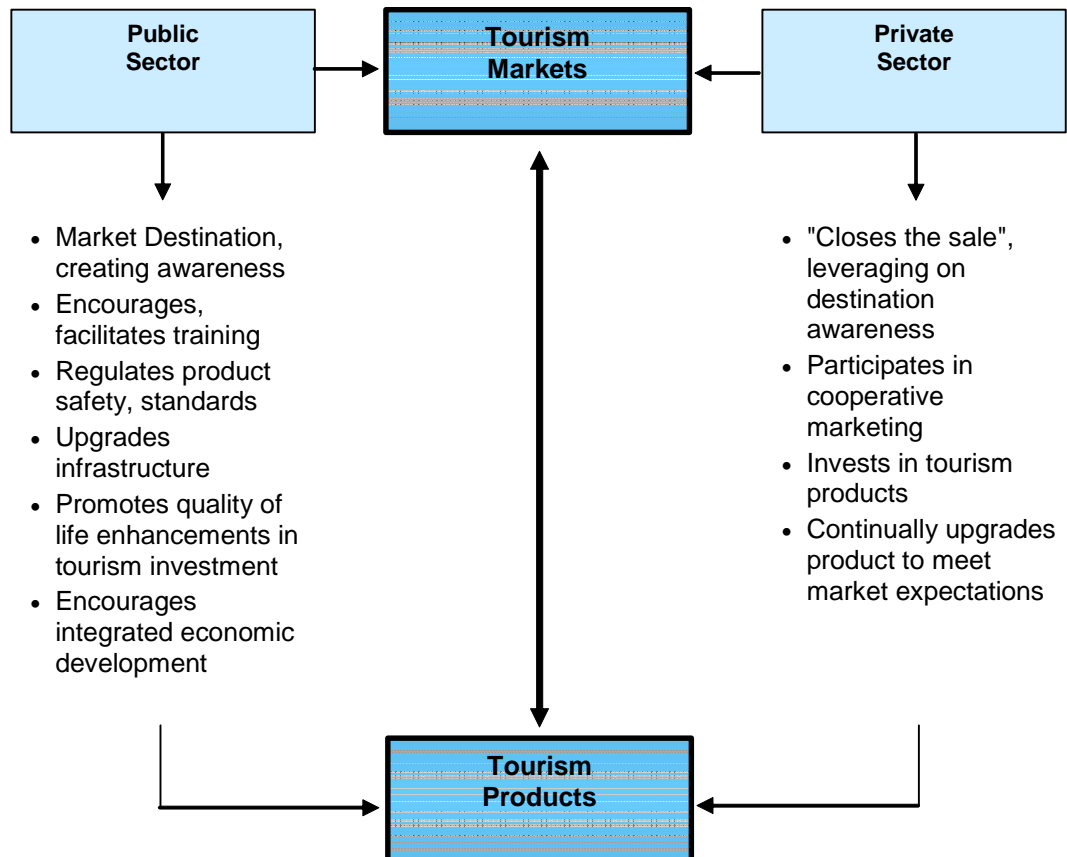 Public
Sector
Tourism
Markets
Private
Sector
• Market Destination,
creating awareness
• Encourages,
facilitates training
• Regulates product
safety, standards
• Upgrades
infrastructure
• Promotes quality of
life enhancements in
tourism investment
• Encourages
integrated economic
development
• "Closes the sale",
leveraging on
destination
awareness
• Participates in
cooperative
marketing
• Invests in tourism
products
• Continually upgrades
product to meet
market expectations
Tourism
Products